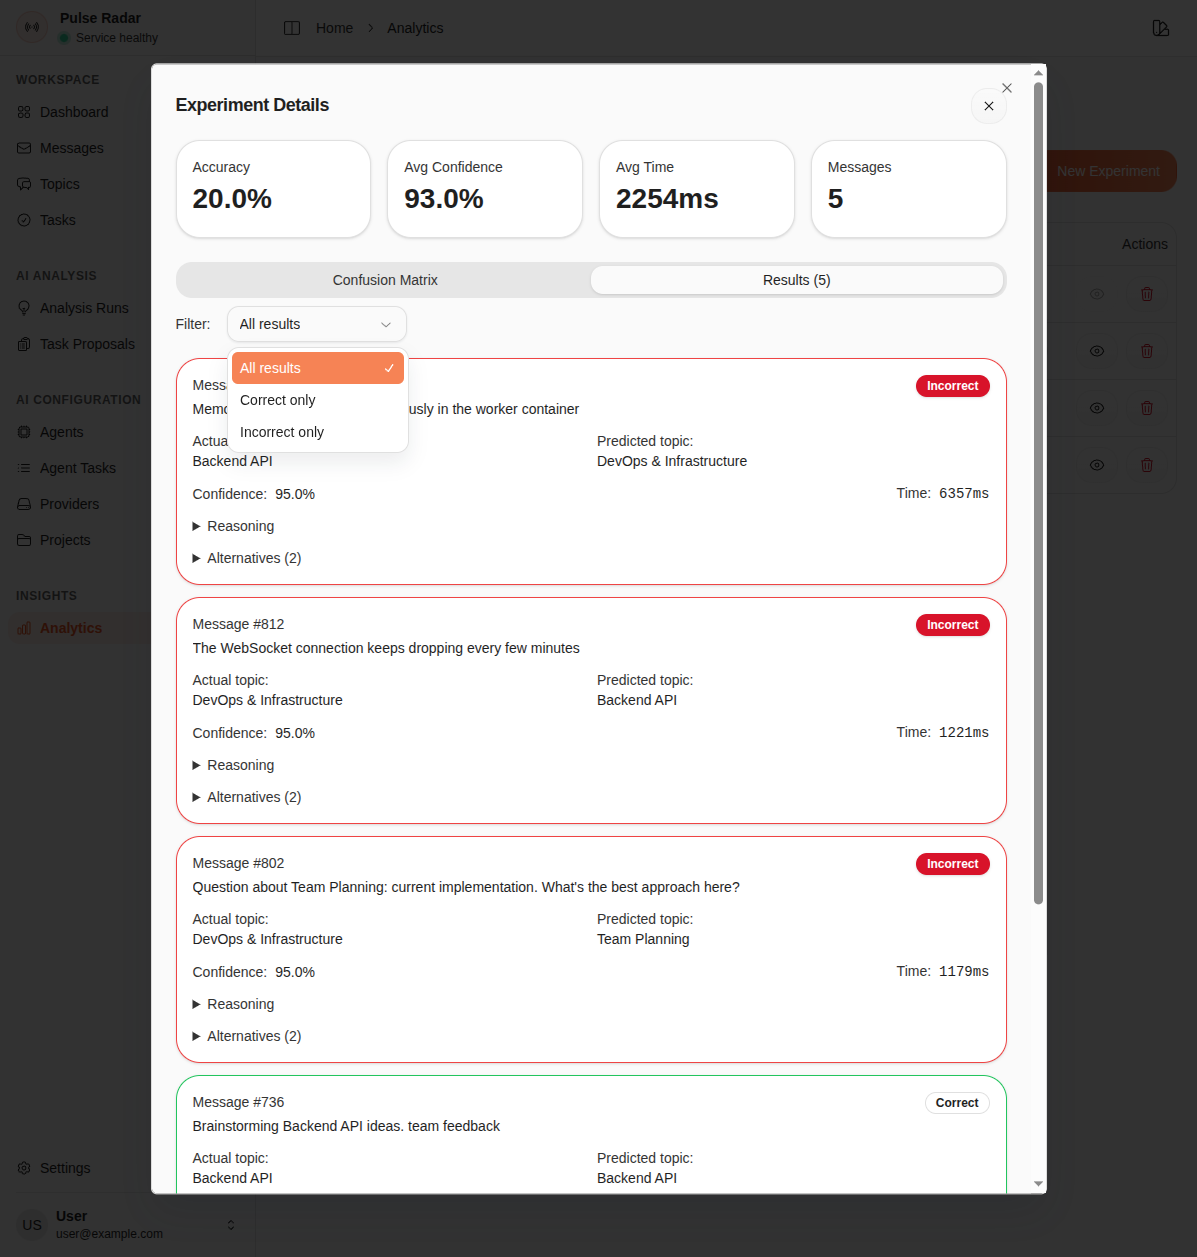 Pulse Radar
Service healthy
Home
Analytics
WORKSPACE
Dashboard
Messages
Topics
Tasks
AI ANALYSIS
Analysis Runs
Task Proposals
AI CONFIGURATION
Agents
Agent Tasks
Providers
Projects
INSIGHTS
Analytics
Settings
US
User
user@example.com
New Experiment
Actions
Experiment Details
Accuracy
20.0%
Avg Confidence
93.0%
Avg Time
2254ms
Messages
5
Confusion Matrix
Results (5)
Filter:
All results
All results
Correct only
Incorrect only
Incorrect
in the worker container
Predicted topic:
Backend API
DevOps & Infrastructure
Confidence: 95.0%
Time: 6357ms
Reasoning
Alternatives (2)
Message #812
Incorrect
The WebSocket connection keeps dropping every few minutes
Actual topic:
Predicted topic:
DevOps & Infrastructure
Backend API
Confidence: 95.0%
Time: 1221ms
Reasoning
Alternatives (2)
Message #802
Incorrect
Question about Team Planning: current implementation. What's the best approach here?
Actual topic:
Predicted topic:
DevOps & Infrastructure
Team Planning
Confidence: 95.0%
Time: 1179ms
Reasoning
Alternatives (2)
Message #736
Correct
Brainstorming Backend API ideas. team feedback
Actual topic:
Predicted topic:
Backend API
Backend API